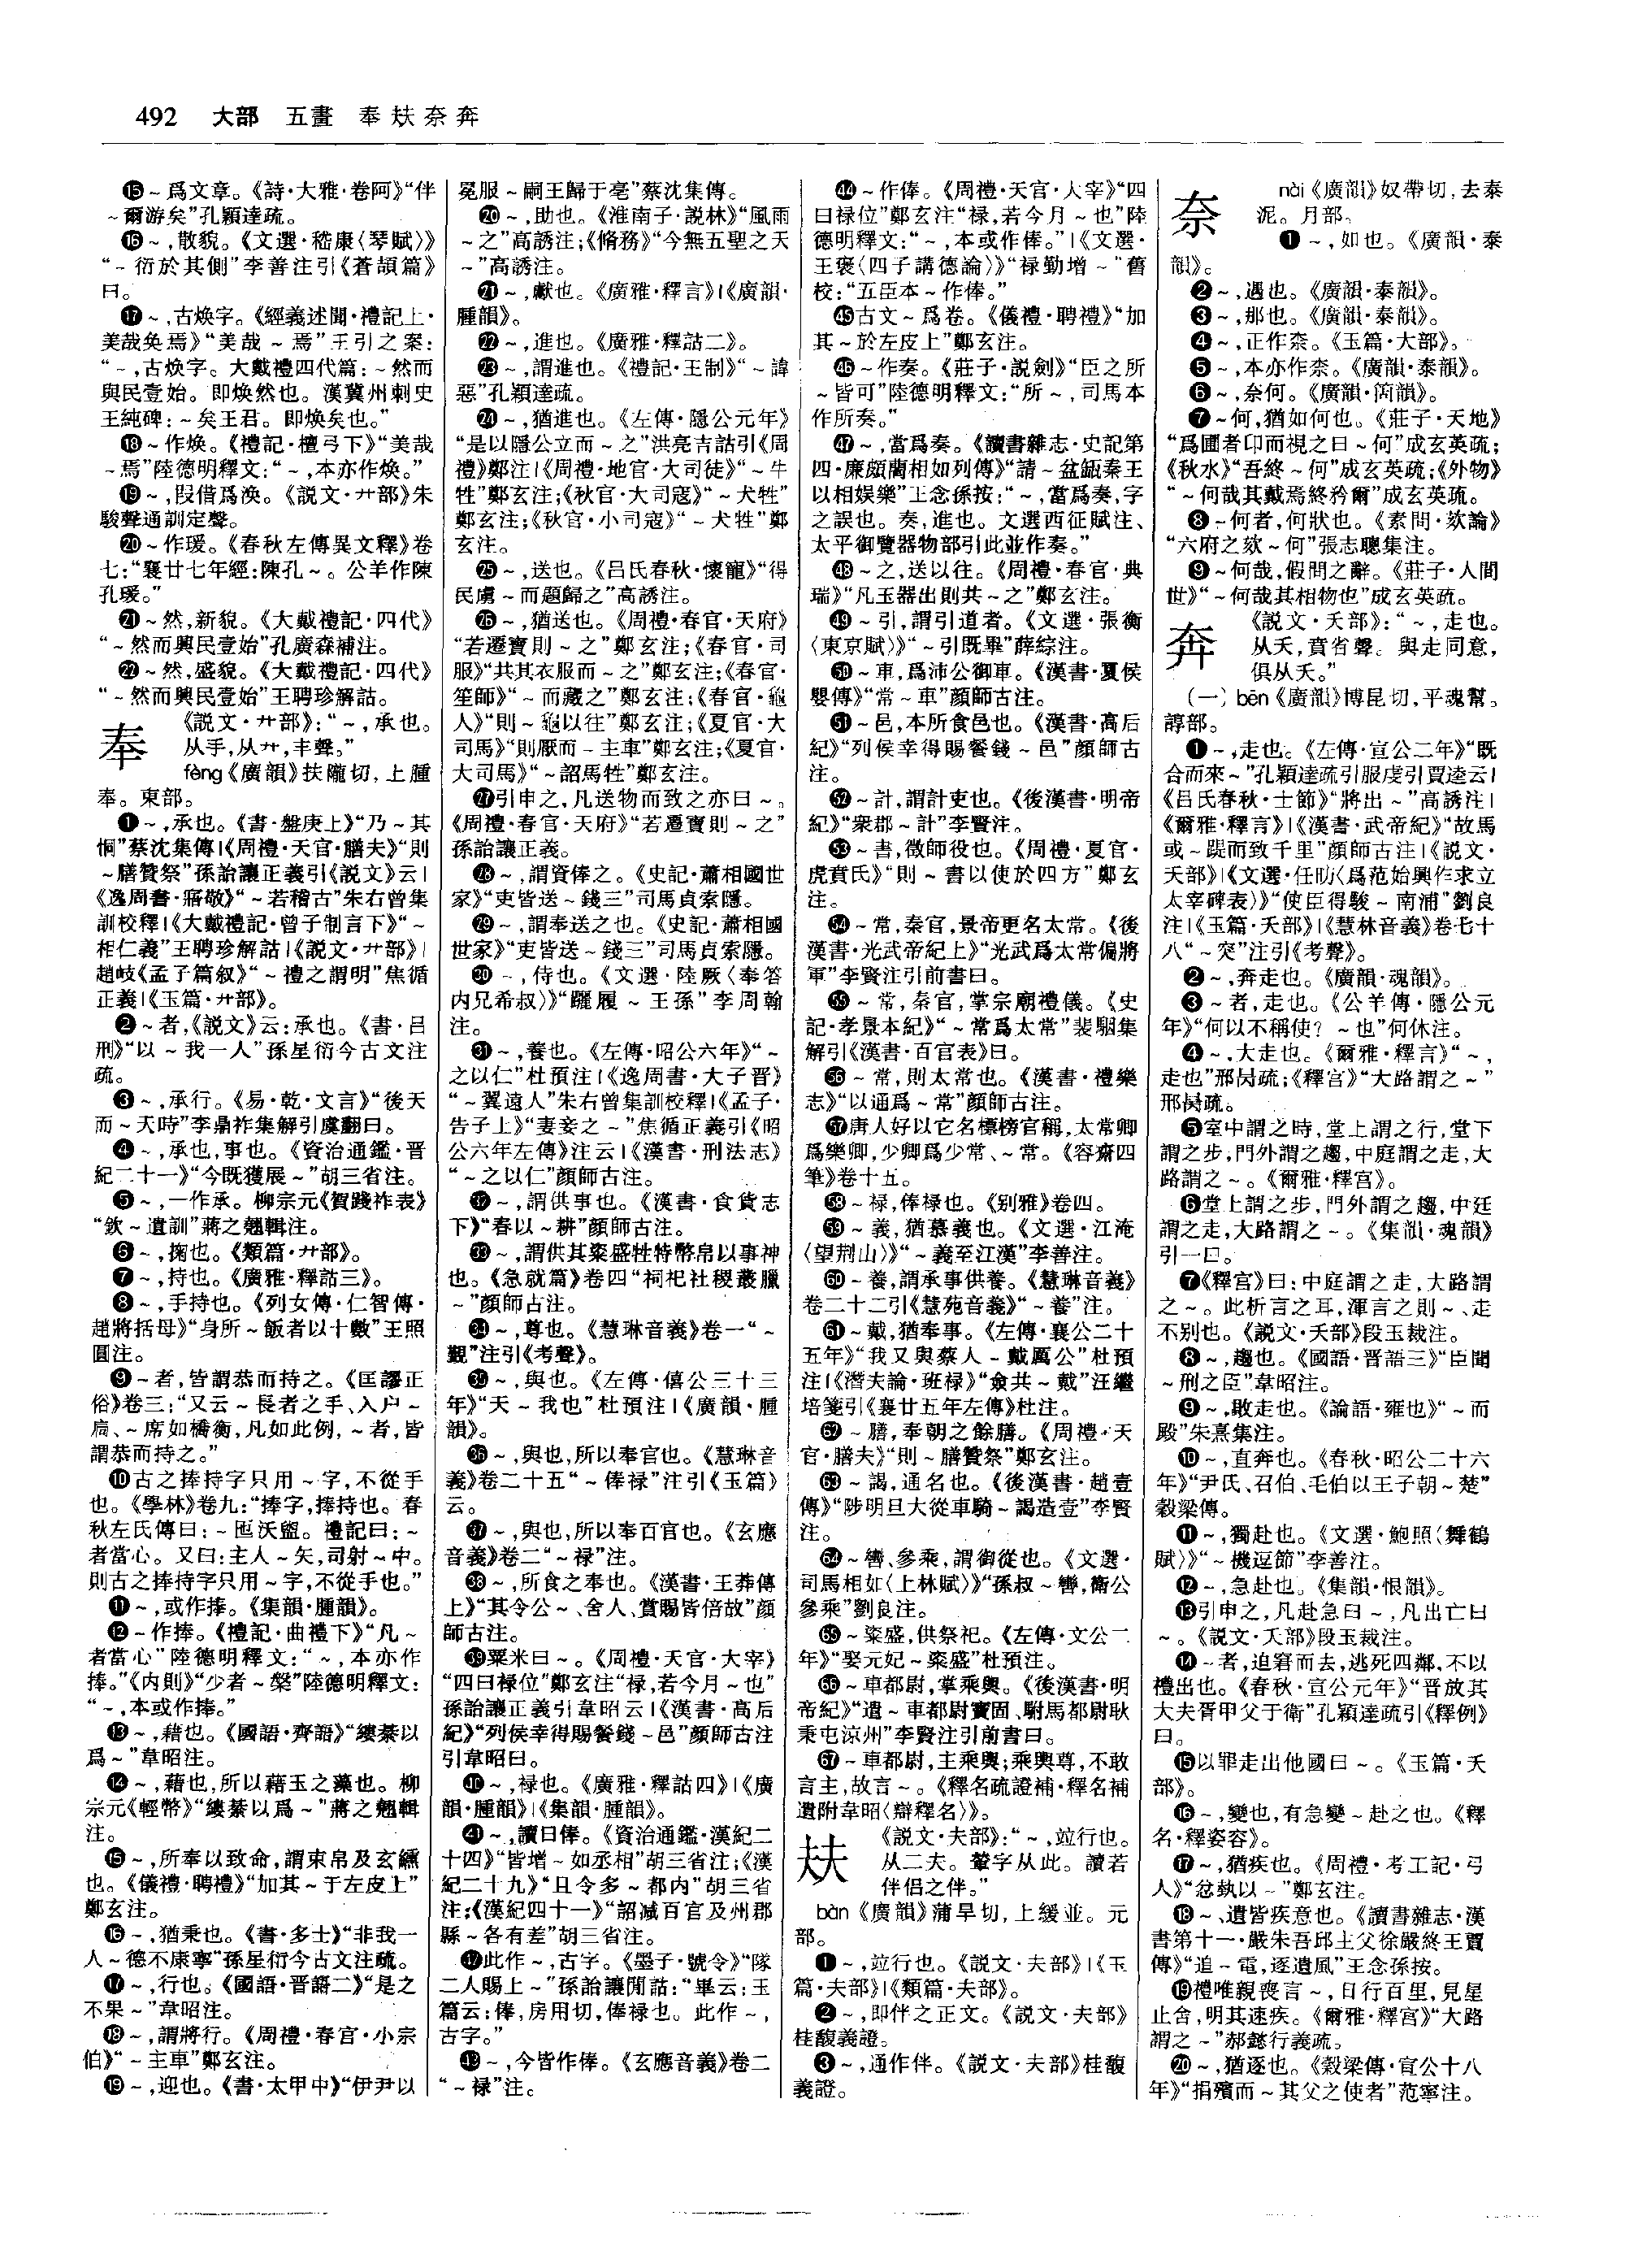 492 大部 五畫 奉㚘奈奔
⓯～爲文章。《詩·大雅·卷阿》“伴
～爾游矣”孔穎達疏。
⓰～,散貌。《文選·嵇康〈琴賦〉》
“～衍於其側”李善注引《蒼頡篇》
曰。
⓱～,古焕字。《經義述聞·禮記上·
美哉奂焉》“美哉～焉”王引之案:
“～,古焕字。大戴禮四代篇:～然而
與民壹始。即焕然也。漢冀州刺史
王純碑:～矣王君。即焕矣也。”
⓲～作焕。《禮記·檀弓下》“美哉
～焉”陸德明釋文:“～,本亦作焕。”
⓳～,叚借爲涣。《説文·廾部》朱
駿聲通訓定聲。
⓴～作瑗。《春秋左傳異文釋》卷
七:“襄廿七年經:陳孔～。公羊作陳
孔瑗。”
㉑～然,新貌。《大戴禮記·四代》
“～然而興民壹始”孔廣森補注。
㉒～然,盛貌。《大戴禮記·四代》
“～然而興民壹始”王聘珍解詁。
奉 《説文·廾部》:“～,承也。
从手,从廾,丰聲。”
fèng《廣韻》扶隴切,上腫
奉。東部。
❶～,承也。《書·盤庚上》“乃～其
恫”蔡沈集傳|《周禮·天官·膳夫》“則
～膳贊祭”孫詒讓正義引《説文》云|
《逸周書·寤敬》“～若稽古”朱右曾集
訓校釋|《大戴禮記·曾子制言下》“～
相仁義”王聘珍解詁|《説文·廾部》|
趙岐《孟子篇叙》“～禮之謂明”焦循
正義|《玉篇·廾部》。
❷～者,《説文》云:承也。《書·吕
刑》“以～我一人”孫星衍今古文注
疏。
❸～,承行。《易·乾·文言》“後天
而～天時”李鼎祚集解引虞翻曰。
❹～,承也,事也。《資治通鑑·晋
紀二十一》“今既獲展～”胡三省注。
❺～,一作承。柳宗元《賀踐祚表》
“欽～遺訓”蔣之翹輯注。
❻～,掬也。《類篇·廾部》。
❼～,持也。《廣雅·釋詁三》。
❽～,手持也。《列女傳·仁智傳·
趙將括母》“身所～飯者以十數”王照
圓注。
❾～者,皆謂恭而持之。《匡謬正
俗》卷三:“又云～長者之手、入户～
扃、～席如橋衡,凡如此例,～者,皆
謂恭而持之。”
❿古之捧持字只用～字,不從手
也。《學林》卷九:“捧字,捧持也。春
秋左氏傳曰:～匜沃盥。禮記曰:～
者當心。又曰:主人～矢,司射～中。
則古之捧持字只用～字,不從手也。”
⓫～,或作捧。《集韻·腫韻》。
⓬～作捧。《禮記·曲禮下》“凡～
者當心”陸德明釋文:“～,本亦作
捧。”《内則》“少者～槃”陸德明釋文:
“～,本或作捧。”
⓭～,藉也。《國語·齊語》“縷綦以
爲～”韋昭注。
⓮～,藉也,所以藉玉之藻也。柳
宗元《輕幣》“縷綦以爲～”蔣之翹輯
注。
⓯～,所奉以致命,謂束帛及玄纁
也。《儀禮·聘禮》“加其～于左皮上”
鄭玄注。
⓰～,猶秉也。《書·多士》“非我一
人～德不康寧”孫星衍今古文注疏。
⓱～,行也。《國語·晋語二》“是之
不果～”韋昭注。
⓲～,謂將行。《周禮·春官·小宗
伯》“～主車”鄭玄注。
⓳～,迎也。《書·太甲中》“伊尹以
冕服～嗣王歸于亳”蔡沈集傳。
⓴～,助也。《淮南子·説林》“風雨
～之”高誘注;《脩務》“今無五聖之天
～”高誘注。
㉑～,獻也。《廣雅·釋言》|《廣韻·
腫韻》。
㉒～,進也。《廣雅·釋詁二》。
㉓～,謂進也。《禮記·王制》“～諱
惡”孔穎達疏。
㉔～,猶進也。《左傳·隱公元年》
“是以隱公立而～之”洪亮吉詁引《周
禮》鄭注|《周禮·地官·大司徒》“～牛
牲”鄭玄注;《秋官·大司寇》“～犬牲”
鄭玄注;《秋官·小司寇》“～犬牲”鄭
玄注。
㉕～,送也。《吕氏春秋·懷寵》“得
民虜～而題歸之”高誘注。
㉖～,猶送也。《周禮·春官·天府》
“若遷寶則～之”鄭玄注;《春官·司
服》“共其衣服而～之”鄭玄注;《春官·
笙師》“～而藏之”鄭玄注;《春官·龜
人》“則～龜以往”鄭玄注;《夏官·大
司馬》“則厭而～主車”鄭玄注;《夏官·
大司馬》“～詔馬牲”鄭玄注。
㉗引申之,凡送物而致之亦曰～。
《周禮·春官·天府》“若遷寶則～之”
孫詒讓正義。
㉘～,謂資俸之。《史記·蕭相國世
家》“吏皆送～錢三”司馬貞索隱。
㉙～,謂奉送之也。《史記·蕭相國
世家》“吏皆送～錢三”司馬貞索隱。
㉚～,侍也。《文選·陸厥〈奉答
内兄希叔〉》“躧履～王孫”李周翰
注。
㉛～,養也。《左傳·昭公六年》“～
之以仁”杜預注|《逸周書·大子晋》
“～翼遠人”朱右曾集訓校釋|《孟子·
告子上》“妻妾之～”焦循正義引《昭
公六年左傳》注云|《漢書·刑法志》
“～之以仁”顔師古注。
㉜～,謂供事也。《漢書·食貨志
下》“春以～耕”顔師古注。
㉝～,謂供其粢盛牲特幣帛以事神
也。《急就篇》卷四“祠祀社稷叢臘
～”顔師古注。
㉞～,尊也。《慧琳音義》卷一“～
覲”注引《考聲》。
㉟～,與也。《左傳·僖公三十三
年》“天～我也”杜預注|《廣韻·腫
韻》。
㊱～,與也,所以奉官也。《慧琳音
義》卷二十五“～俸禄”注引《玉篇》
云。
㊲～,與也,所以奉百官也。《玄應
音義》卷二“～禄”注。
㊳～,所食之奉也。《漢書·王莽傳
上》“其令公～、舍人、賞賜皆倍故”顔
師古注。
㊴粟米曰～。《周禮·天官·大宰》
“四曰禄位”鄭玄注“禄,若今月～也”
孫詒讓正義引韋昭云|《漢書·高后
紀》“列侯幸得賜餐錢～邑”顔師古注
引韋昭曰。
㊵～,禄也。《廣雅·釋詁四》|《廣
韻·腫韻》|《集韻·腫韻》。
㊶～,讀曰俸。《資治通鑑·漢紀二
十四》“皆增～如丞相”胡三省注;《漢
紀二十九》“且令多～都内”胡三省
注;《漢紀四十一》“詔減百官及州郡
縣～各有差”胡三省注。
㊷此作～,古字。《墨子·號令》“隊
二人賜上～”孫詒讓閒詁:“畢云:玉
篇云:俸,房用切,俸禄也。此作～,
古字。”
㊸～,今皆作俸。《玄應音義》卷二
“～禄”注。
㊹～作俸。《周禮·天官·大宰》“四
曰禄位”鄭玄注“禄,若今月～也”陸
德明釋文:“～,本或作俸。”|《文選·
王褒〈四子講德論〉》“禄勤增～”舊
校:“五臣本～作俸。”
㊺古文～爲卷。《儀禮·聘禮》“加
其～於左皮上”鄭玄注。
㊻～作奏。《莊子·説劍》“臣之所
～皆可”陸德明釋文:“所～,司馬本
作所奏。”
㊼～,當爲奏。《讀書雜志·史記第
四·廉頗藺相如列傳》“請～盆缻秦王
以相娱樂”王念孫按:“～,當爲奏,字
之誤也。奏,進也。文選西征賦注、
太平御覽器物部引此並作奏。”
㊽～之,送以往。《周禮·春官·典
瑞》“凡玉器出則共～之”鄭玄注。
㊾～引,謂引道者。《文選·張衡
〈東京賦〉》“～引既畢”薛綜注。
㊿～車,爲沛公御車。《漢書·夏侯
嬰傳》“常～車”顔師古注。
51～邑,本所食邑也。《漢書·高后
紀》“列侯幸得賜餐錢～邑”顔師古
注。
52～計,謂計吏也。《後漢書·明帝
紀》“衆郡～計”李賢注。
53～書,徵師役也。《周禮·夏官·
虎賁氏》“則～書以使於四方”鄭玄
注。
54～常,秦官,景帝更名太常。《後
漢書·光武帝紀上》“光武爲太常偏將
軍”李賢注引前書曰。
55～常,秦官,掌宗廟禮儀。《史
記·孝景本紀》“～常爲太常”裴駰集
解引《漢書·百官表》曰。
56～常,則太常也。《漢書·禮樂
志》“以通爲～常”顔師古注。
57唐人好以它名標榜官稱,太常卿
爲樂卿,少卿爲少常、～常。《容齋四
筆》卷十五。
58～禄,俸禄也。《别雅》卷四。
59～義,猶慕義也。《文選·江淹
〈望荆山〉》“～義至江漢”李善注。
60～養,謂承事供養。《慧琳音義》
卷二十二引《慧苑音義》“～養”注。
61～戴,猶奉事。《左傳·襄公二十
五年》“我又與蔡人～戴厲公”杜預
注|《潛夫論·班禄》“僉共～戴”汪繼
培箋引《襄廿五年左傳》杜注。
62～膳,奉朝之餘膳。《周禮·天
官·膳夫》“則～膳贊祭”鄭玄注。
63～謁,通名也。《後漢書·趙壹
傳》“陟明旦大從車騎～謁造壹”李賢
注。
64～轡、參乘,謂御從也。《文選·
司馬相如〈上林賦〉》“孫叔～轡,衛公
參乘”劉良注。
65～粢盛,供祭祀。《左傳·文公二
年》“娶元妃～粢盛”杜預注。
66～車都尉,掌乘輿。《後漢書·明
帝紀》“遣～車都尉竇固、駙馬都尉耿
秉屯涼州”李賢注引前書曰。
67～車都尉,主乘輿;乘輿尊,不敢
言主,故言～。《釋名疏證補·釋名補
遺附韋昭〈辯釋名〉》。
㚘 《説文·夫部》:“～,竝行也。
从二夫。輦字从此。讀若
伴侣之伴。”
bàn《廣韻》蒲旱切,上緩並。元
部。
❶～,竝行也。《説文·夫部》|《玉
篇·夫部》|《類篇·夫部》。
❷～,即伴之正文。《説文·夫部》
桂馥義證。
❸～,通作伴。《説文·夫部》桂馥
義證。
奈 nài《廣韻》奴帶切,去泰
泥。月部。
❶～,如也。《廣韻·泰
韻》。
❷～,遇也。《廣韻·泰韻》。
❸～,那也。《廣韻·泰韻》。
❹～,正作柰。《玉篇·大部》。
❺～,本亦作柰。《廣韻·泰韻》。
❻～,奈何。《廣韻·箇韻》。
❼～何,猶如何也。《莊子·天地》
“爲圃者卬而視之曰～何”成玄英疏;
《秋水》“吾終～何”成玄英疏;《外物》
“～何哉其載焉終矜爾”成玄英疏。
❽～何者,何狀也。《素問·欬論》
“六府之欬～何”張志聰集注。
❾～何哉,假問之辭。《莊子·人間
世》“～何哉其相物也”成玄英疏。
奔 《説文·夭部》:“～,走也。
从夭,賁省聲。與走同意,
俱从夭。”
(一)bēn《廣韻》博昆切,平魂幫。
諄部。
❶～,走也。《左傳·宣公二年》“既
合而來～”孔穎達疏引服虔引賈逵云|
《吕氏春秋·士節》“將出～”高誘注|
《爾雅·釋言》|《漢書·武帝紀》“故馬
或～踶而致千里”顔師古注|《説文·
夭部》|《文選·任昉〈爲范始興作求立
太宰碑表〉》“使臣得駿～南浦”劉良
注|《玉篇·夭部》|《慧林音義》卷七十
八“～突”注引《考聲》。
❷～,奔走也。《廣韻·魂韻》。
❸～者,走也。《公羊傳·隱公元
年》“何以不稱使？～也”何休注。
❹～,大走也。《爾雅·釋言》“～,
走也”邢昺疏;《釋宫》“大路謂之～”
邢昺疏。
❺室中謂之時,堂上謂之行,堂下
謂之步,門外謂之趨,中庭謂之走,大
路謂之～。《爾雅·釋宫》。
❻堂上謂之步,門外謂之趨,中廷
謂之走,大路謂之～。《集韻·魂韻》
引一曰。
❼《釋宫》曰:中庭謂之走,大路謂
之～。此析言之耳,渾言之則～、走
不别也。《説文·夭部》段玉裁注。
❽～,趨也。《國語·晋語三》“臣聞
～刑之臣”韋昭注。
❾～,敗走也。《論語·雍也》“～而
殿”朱熹集注。
❿～,直奔也。《春秋·昭公二十六
年》“尹氏、召伯、毛伯以王子朝～楚”
穀梁傳。
⓫～,獨赴也。《文選·鮑照〈舞鶴
賦〉》“～機逗節”李善注。
⓬～,急赴也。《集韻·恨韻》。
⓭引申之,凡赴急曰～,凡出亡曰
～。《説文·夭部》段玉裁注。
⓮～者,迫窘而去,逃死四鄰,不以
禮出也。《春秋·宣公元年》“晋放其
大夫胥甲父于衛”孔穎達疏引《釋例》
曰。
⓯以罪走出他國曰～。《玉篇·夭
部》。
⓰～,變也,有急變～赴之也。《釋
名·釋姿容》。
⓱～,猶疾也。《周禮·考工記·弓
人》“忿埶以～”鄭玄注。
⓲～、遺皆疾意也。《讀書雜志·漢
書第十一·嚴朱吾邱主父徐嚴終王賈
傳》“追～電,逐遺風”王念孫按。
⓳禮唯親喪言～,日行百里,見星
止舍,明其速疾。《爾雅·釋宫》“大路
謂之～”郝懿行義疏。
⓴～,猶逐也。《穀梁傳·宣公十八
年》“捐殯而～其父之使者”范寧注。